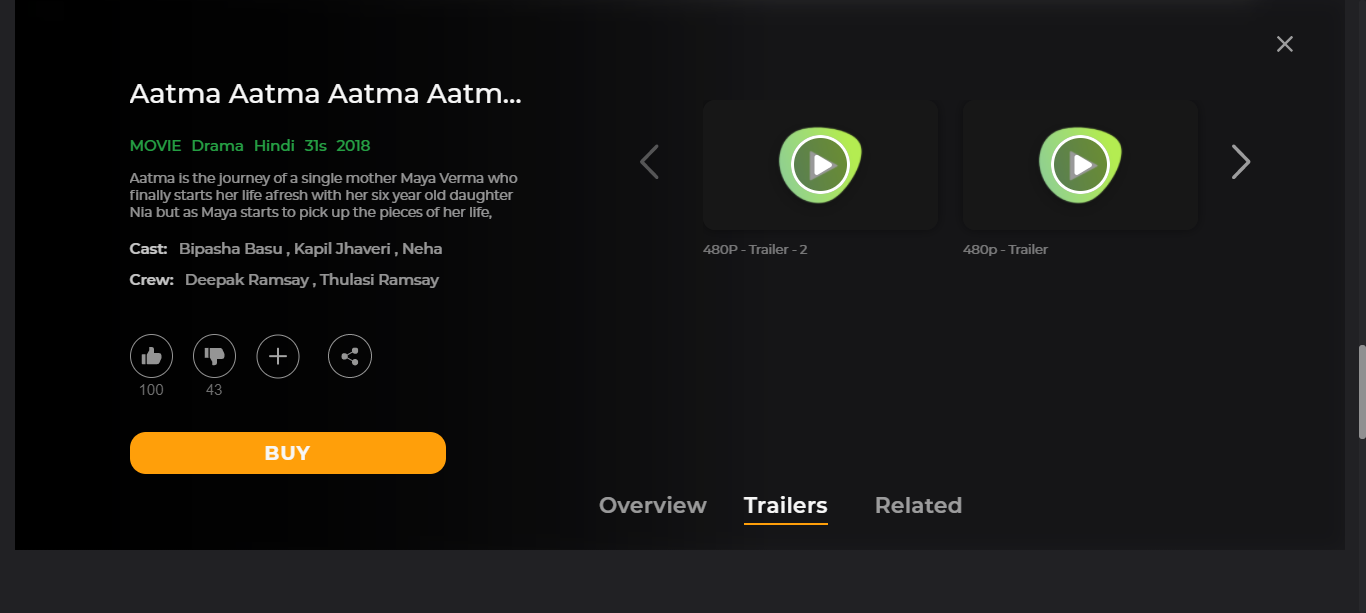 Aatma Aatma Aatma Aatm...
MOVIE Drama Hindi 31s 2018
Aatma is the journey of a single mother Maya Verma who
finally starts her life afresh with her six year old daughter
Nia but as Maya starts to pick up the pieces of her life,
Cast: Bipasha Basu , Kapil Jhaveri , Neha
Crew: Deepak Ramsay , Thulasi Ramsay
100 43
BUY
480P - Trailer - 2
480p - Trailer
Overview Trailers Related